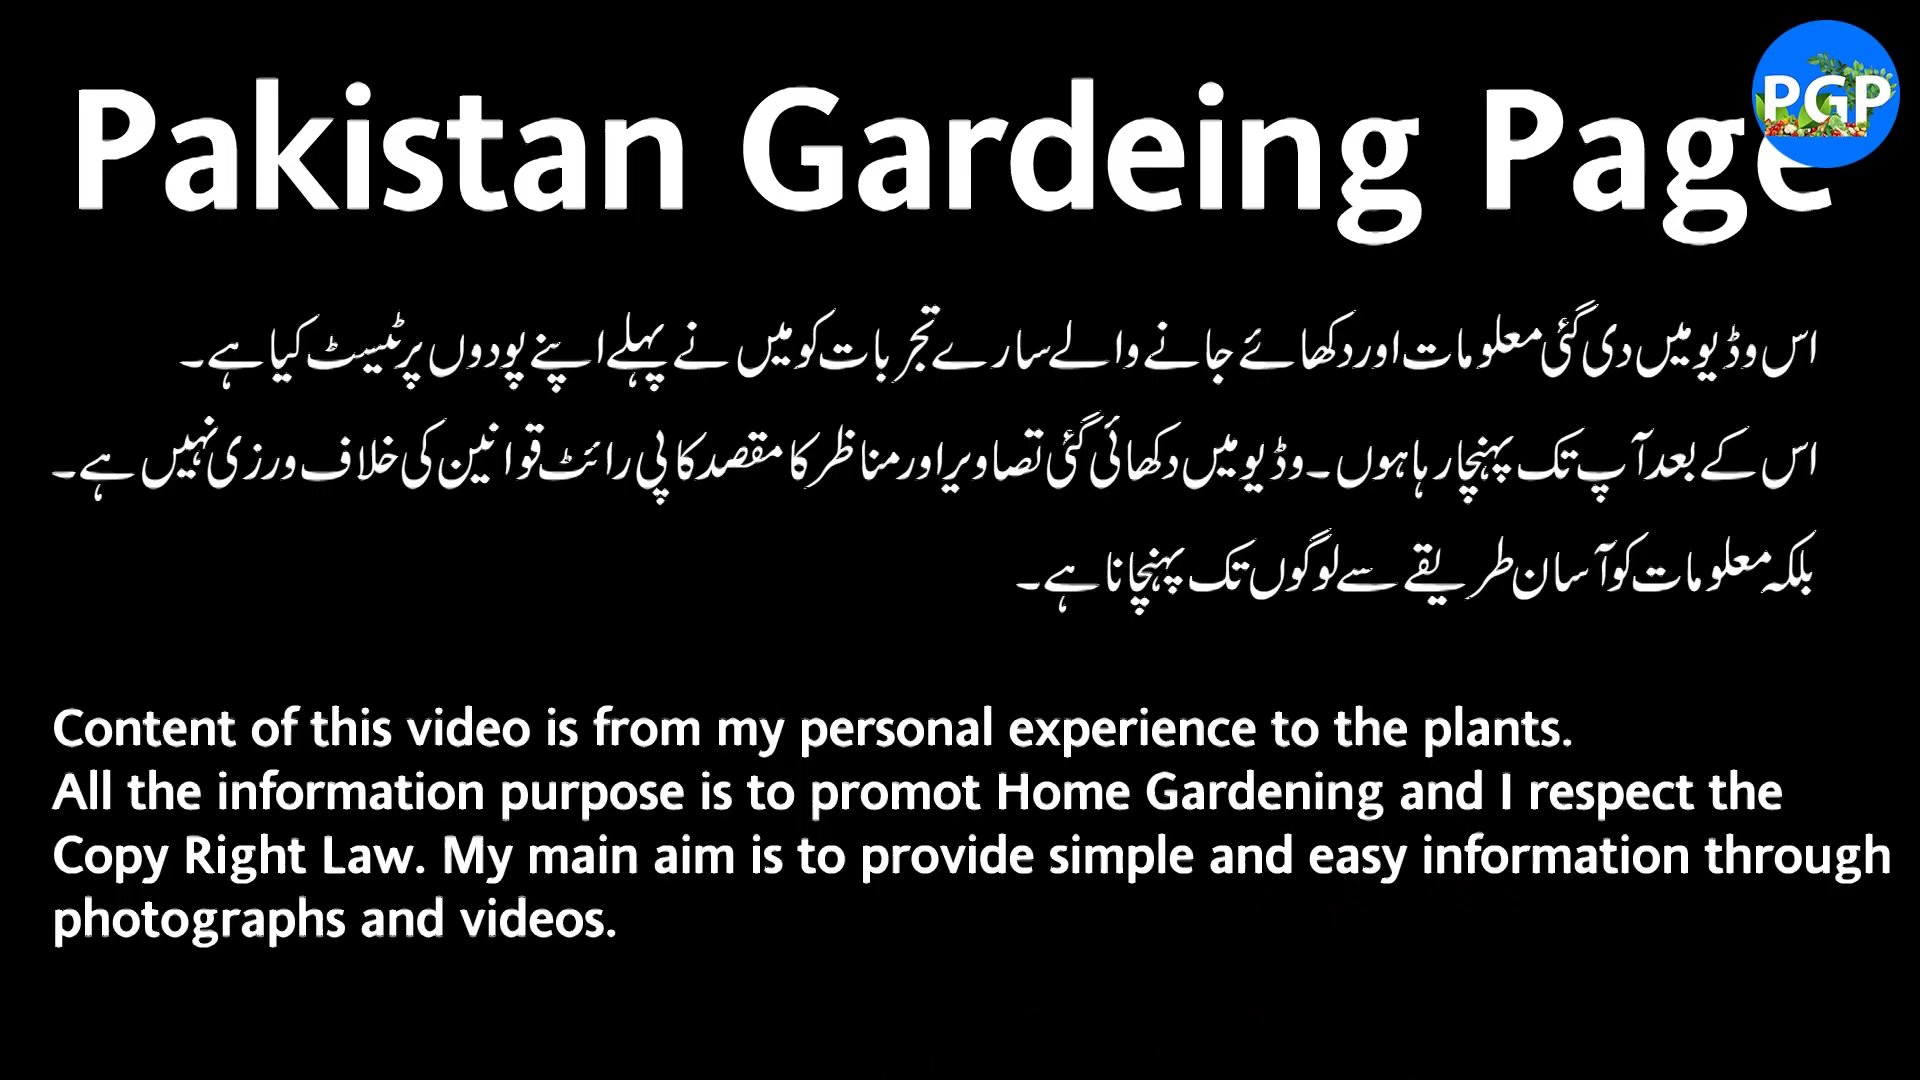 Pakistan Gardeing Page
PGP
اس وڈیو میں دی گئی معلومات اور دکھائے جانے والے سارے تجربات کو میں نے پہلے اپنے پودوں پر ٹیسٹ کیا ہے۔
اس کے بعد آپ تک پہنچا رہا ہوں۔ وڈیو میں دکھائی گئی تصاویر اور مناظر کا مقصد کاپی رائٹ قوانین کی خلاف ورزی نہیں ہے۔
بلکہ معلومات کو آسان طریقے سے لوگوں تک پہنچانا ہے۔
Content of this video is from my personal experience to the plants.
All the information purpose is to promot Home Gardening and I respect the
Copy Right Law. My main aim is to provide simple and easy information through
photographs and videos.